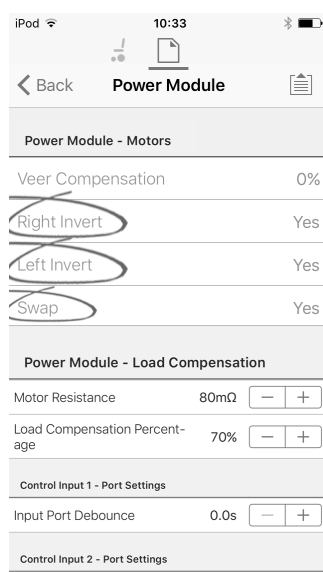 iPod 10:33
Back Power Module
Power Module - Motors
Veer Compensation 0%
Right Invert Yes
Left Invert Yes
Swap Yes
Power Module - Load Compensation
Motor Resistance 80mΩ − +
Load Compensation Percent-
age 70% − +
Control Input 1 - Port Settings
Input Port Debounce 0.0s − +
Control Input 2 - Port Settings